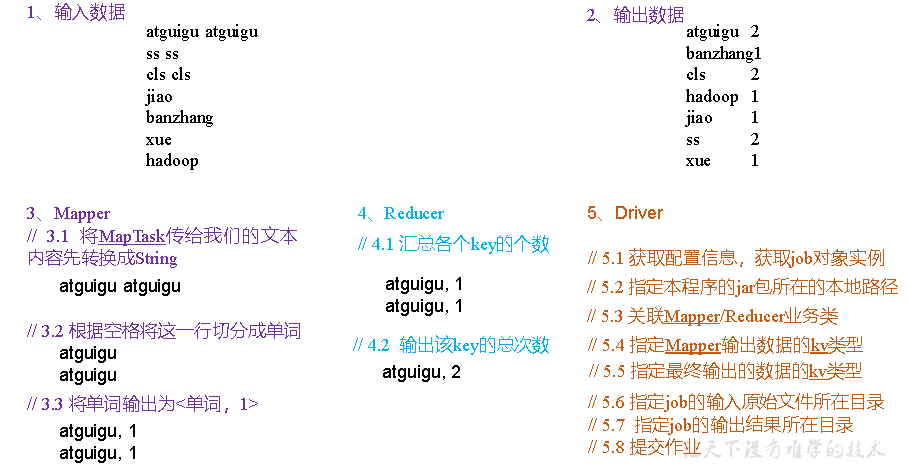 1、输入数据
atguigu atguigu
ss ss
cls cls
jiao
banzhang
xue
hadoop
2、输出数据
atguigu 2
banzhang1
cls 2
hadoop 1
jiao 1
ss 2
xue 1
3、Mapper
// 3.1 将MapTask传给我们的文本
内容先转换成String
atguigu atguigu
// 3.2 根据空格将这一行切分成单词
atguigu
atguigu
// 3.3 将单词输出为<单词，1>
atguigu, 1
atguigu, 1
4、Reducer
// 4.1 汇总各个key的个数
atguigu, 1
atguigu, 1
// 4.2 输出该key的总次数
atguigu, 2
5、Driver
// 5.1 获取配置信息，获取job对象实例
// 5.2 指定本程序的jar包所在的本地路径
// 5.3 关联Mapper/Reducer业务类
// 5.4 指定Mapper输出数据的kv类型
// 5.5 指定最终输出的数据的kv类型
// 5.6 指定job的输入原始文件所在目录
// 5.7 指定job的输出结果所在目录
// 5.8 提交作业
天下没有难学的技术